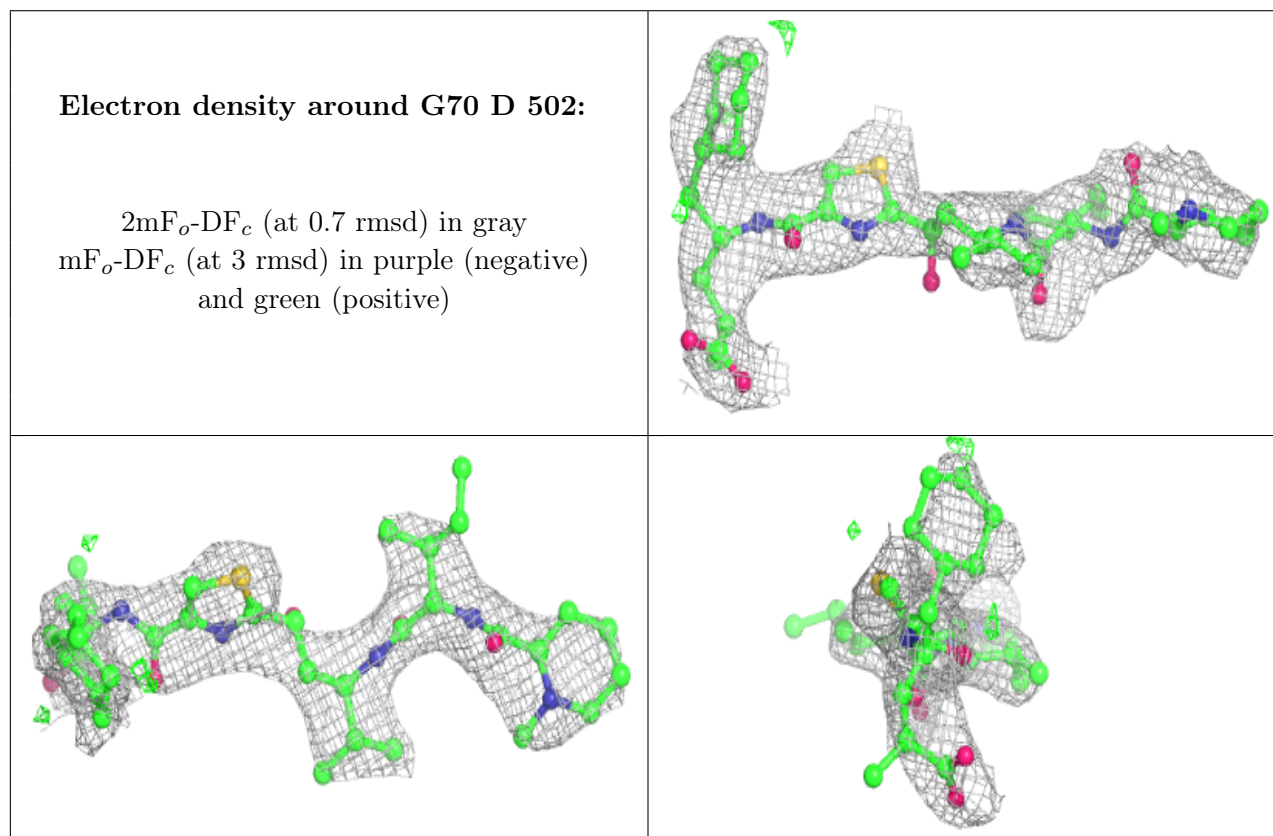 Electron density around G70 D 502:
2mFo-DFc (at 0.7 rmsd) in gray
mFo-DFc (at 3 rmsd) in purple (negative)
and green (positive)